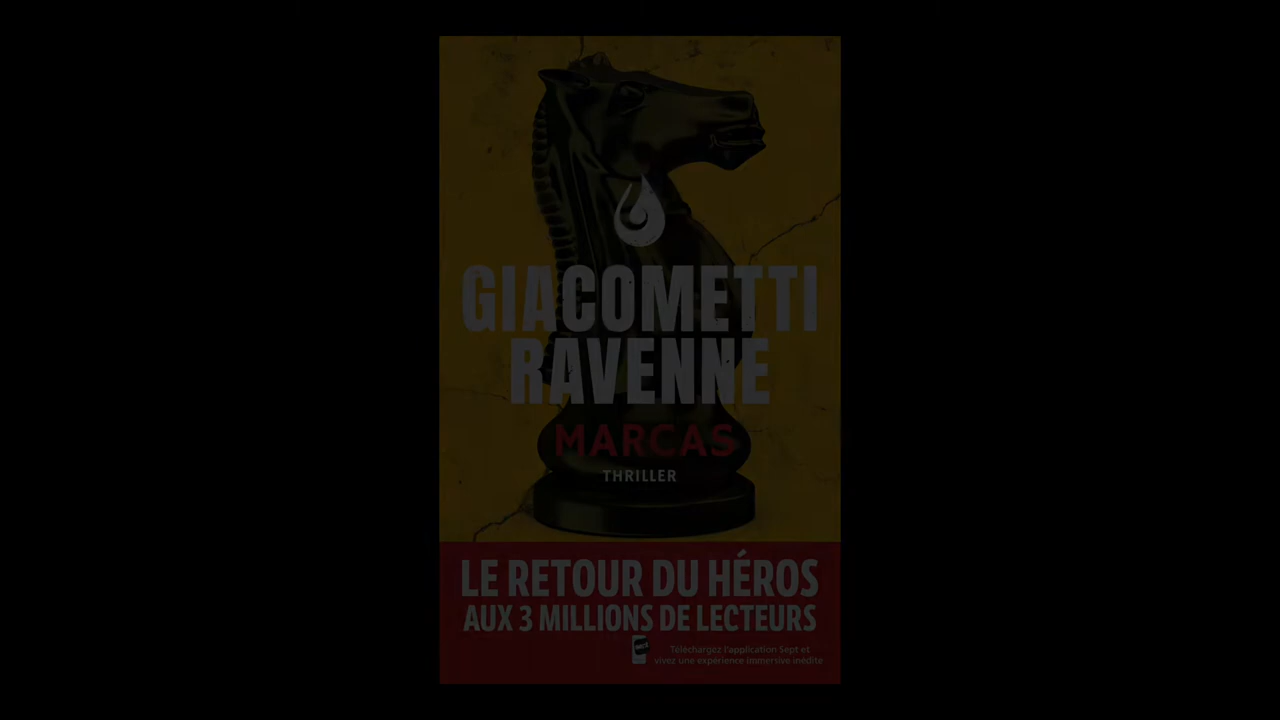 GIACOMETTI
RAVENNE
MARCAS
THRILLER
LE RETOUR DU HÉROS
AUX 3 MILLIONS DE LECTEURS
Téléchargez l'application Sept et
vivez une expérience immersive inédite